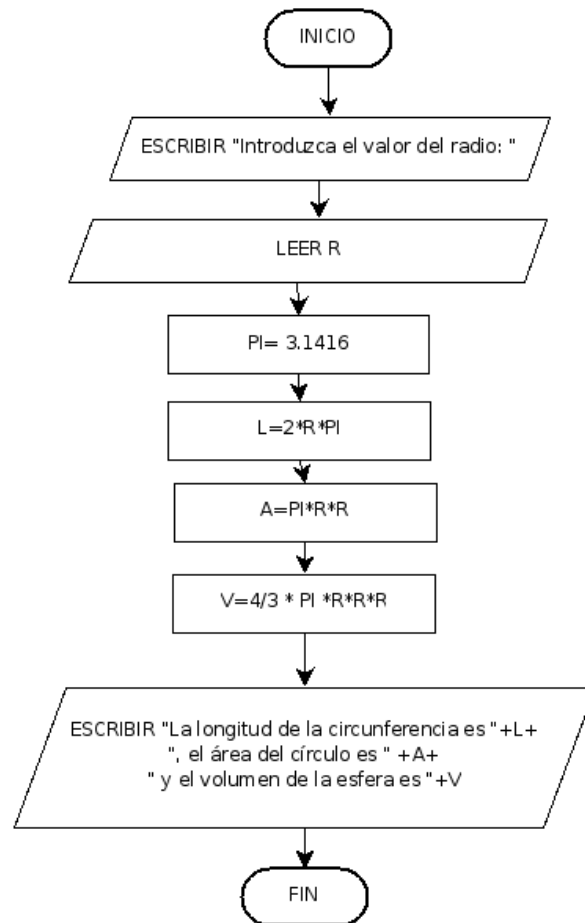 INICIO
ESCRIBIR "Introduzca el valor del radio: "
LEER R
PI= 3.1416
L=2*R*PI
A=PI*R*R
V=4/3 * PI *R*R*R
ESCRIBIR "La longitud de la circunferencia es "+L+
", el área del círculo es " +A+
" y el volumen de la esfera es "+V
FIN